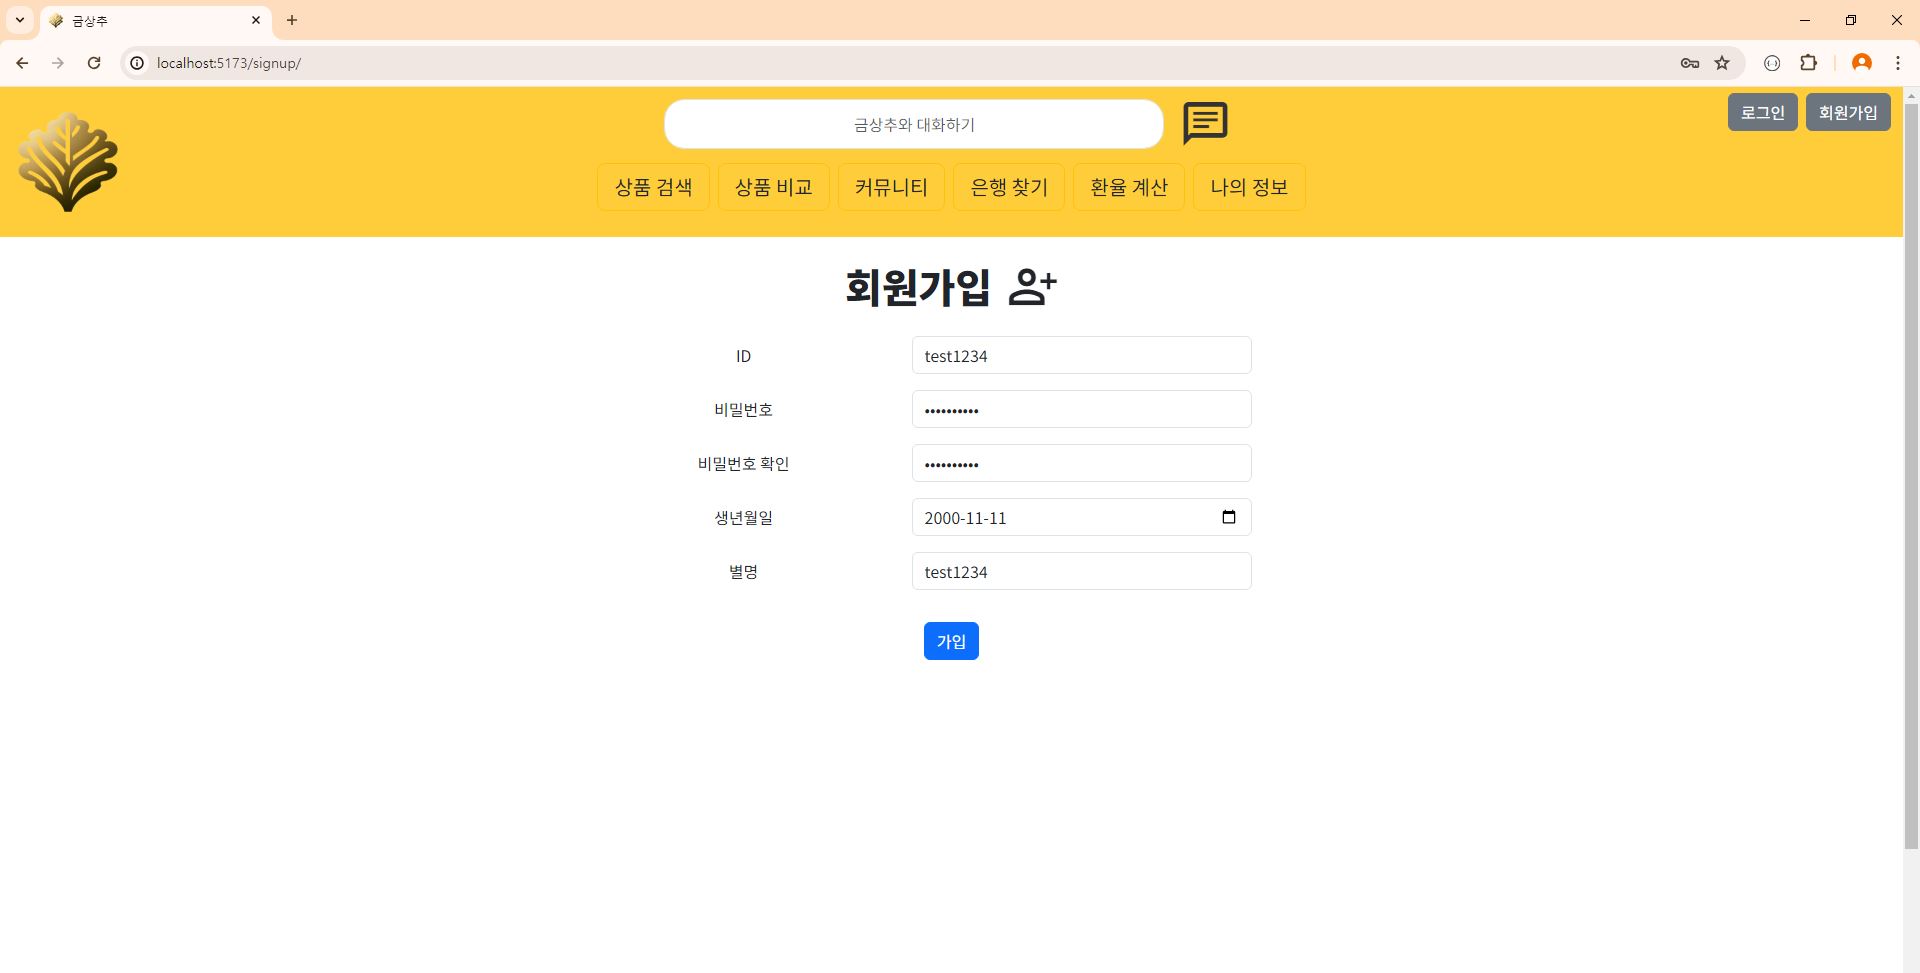 금상추
localhost:5173/signup/
금상추와 대화하기
로그인 회원가입
상품 검색 상품 비교 커뮤니티 은행 찾기 환율 계산 나의 정보
회원가입
ID test1234
비밀번호 ••••••••••
비밀번호 확인 ••••••••••
생년월일 2000-11-11
별명 test1234
가입